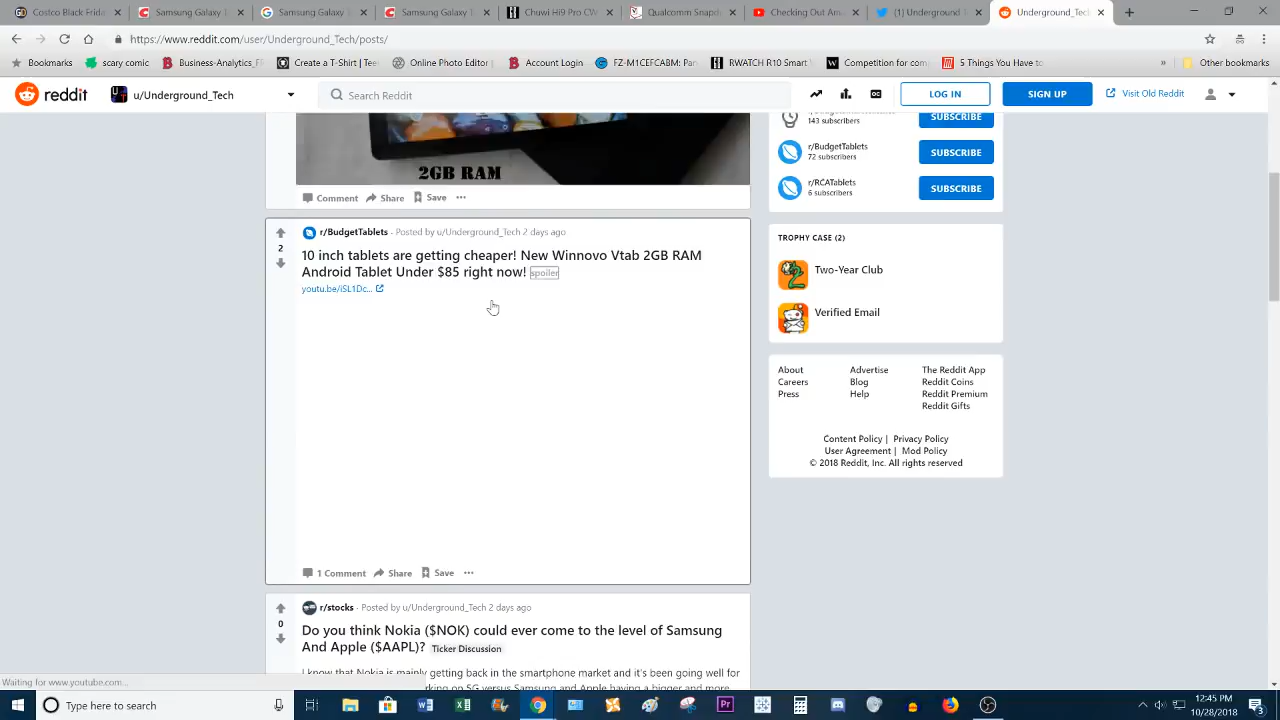 Costco Black Frida
Samsung Galaxy
Samsung Galaxy
Samsung Galaxy
Chuwi Hi9 Pro CW
Qualcomm Snapd
Checking Out Am
(1) Underground
Underground_Tec
https://www.reddit.com/user/Underground_Tech/posts/
Bookmarks
scary comic
Business-Analytics_F
Create a T-Shirt | Tee
Online Photo Editor
Account Login
FZ-M1CEFCABM: Par
RWATCH R10 Smart
Competition for com
5 Things You Have to
»
Other bookmarks
reddit
u/Underground_Tech
Search Reddit
LOG IN
SIGN UP
Visit Old Reddit
2GB RAM
143 subscribers
SUBSCRIBE
r/BudgetTablets
72 subscribers
SUBSCRIBE
r/RCATablets
6 subscribers
SUBSCRIBE
Comment Share Save ···
r/BudgetTablets · Posted by u/Underground_Tech 2 days ago
2
10 inch tablets are getting cheaper! New Winnovo Vtab 2GB RAM
Android Tablet Under $85 right now! spoiler
youtu.be/iSL1Dc...
TROPHY CASE (2)
Two-Year Club
Verified Email
About Advertise The Reddit App
Careers Blog Reddit Coins
Press Help Reddit Premium
Reddit Gifts
Content Policy | Privacy Policy
User Agreement | Mod Policy
© 2018 Reddit, Inc. All rights reserved
1 Comment Share Save ···
r/stocks · Posted by u/Underground_Tech 2 days ago
0
Do you think Nokia ($NOK) could ever come to the level of Samsung
And Apple ($AAPL)? Ticker Discussion
I know that Nokia is mainly getting back in the smartphone market and it's been going well for
rking on 5G versus Samsung and Apple having a bigger and more
Waiting for www.youtube.com...
Type here to search
12:45 PM
10/28/2018